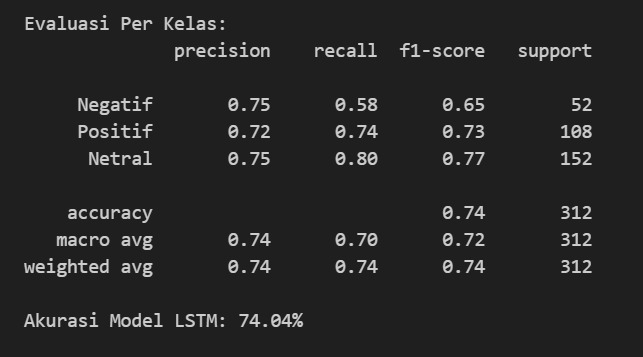 Evaluasi Per Kelas:
precision recall f1-score support
Negatif 0.75 0.58 0.65 52
Positif 0.72 0.74 0.73 108
Netral 0.75 0.80 0.77 152
accuracy 0.74 312
macro avg 0.74 0.70 0.72 312
weighted avg 0.74 0.74 0.74 312
Akurasi Model LSTM: 74.04%